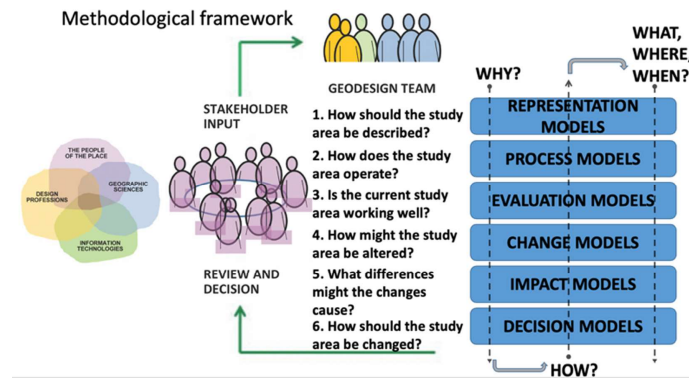 Methodological framework
THE PEOPLE
OF THE PLACE
DESIGN
PROFESSIONS
GEOGRAPHIC
SCIENCES
INFORMATION
TECHNOLOGIES
STAKEHOLDER
INPUT
REVIEW AND
DECISION
GEODESIGN TEAM
1. How should the study
area be described?
2. How does the study
area operate?
3. Is the current study
area working well?
4. How might the study
area be altered?
5. What differences
might the changes
cause?
6. How should the study
area be changed?
WHY?
WHAT,
WHERE,
WHEN?
REPRESENTATION
MODELS
PROCESS MODELS
EVALUATION MODELS
CHANGE MODELS
IMPACT MODELS
DECISION MODELS
HOW?